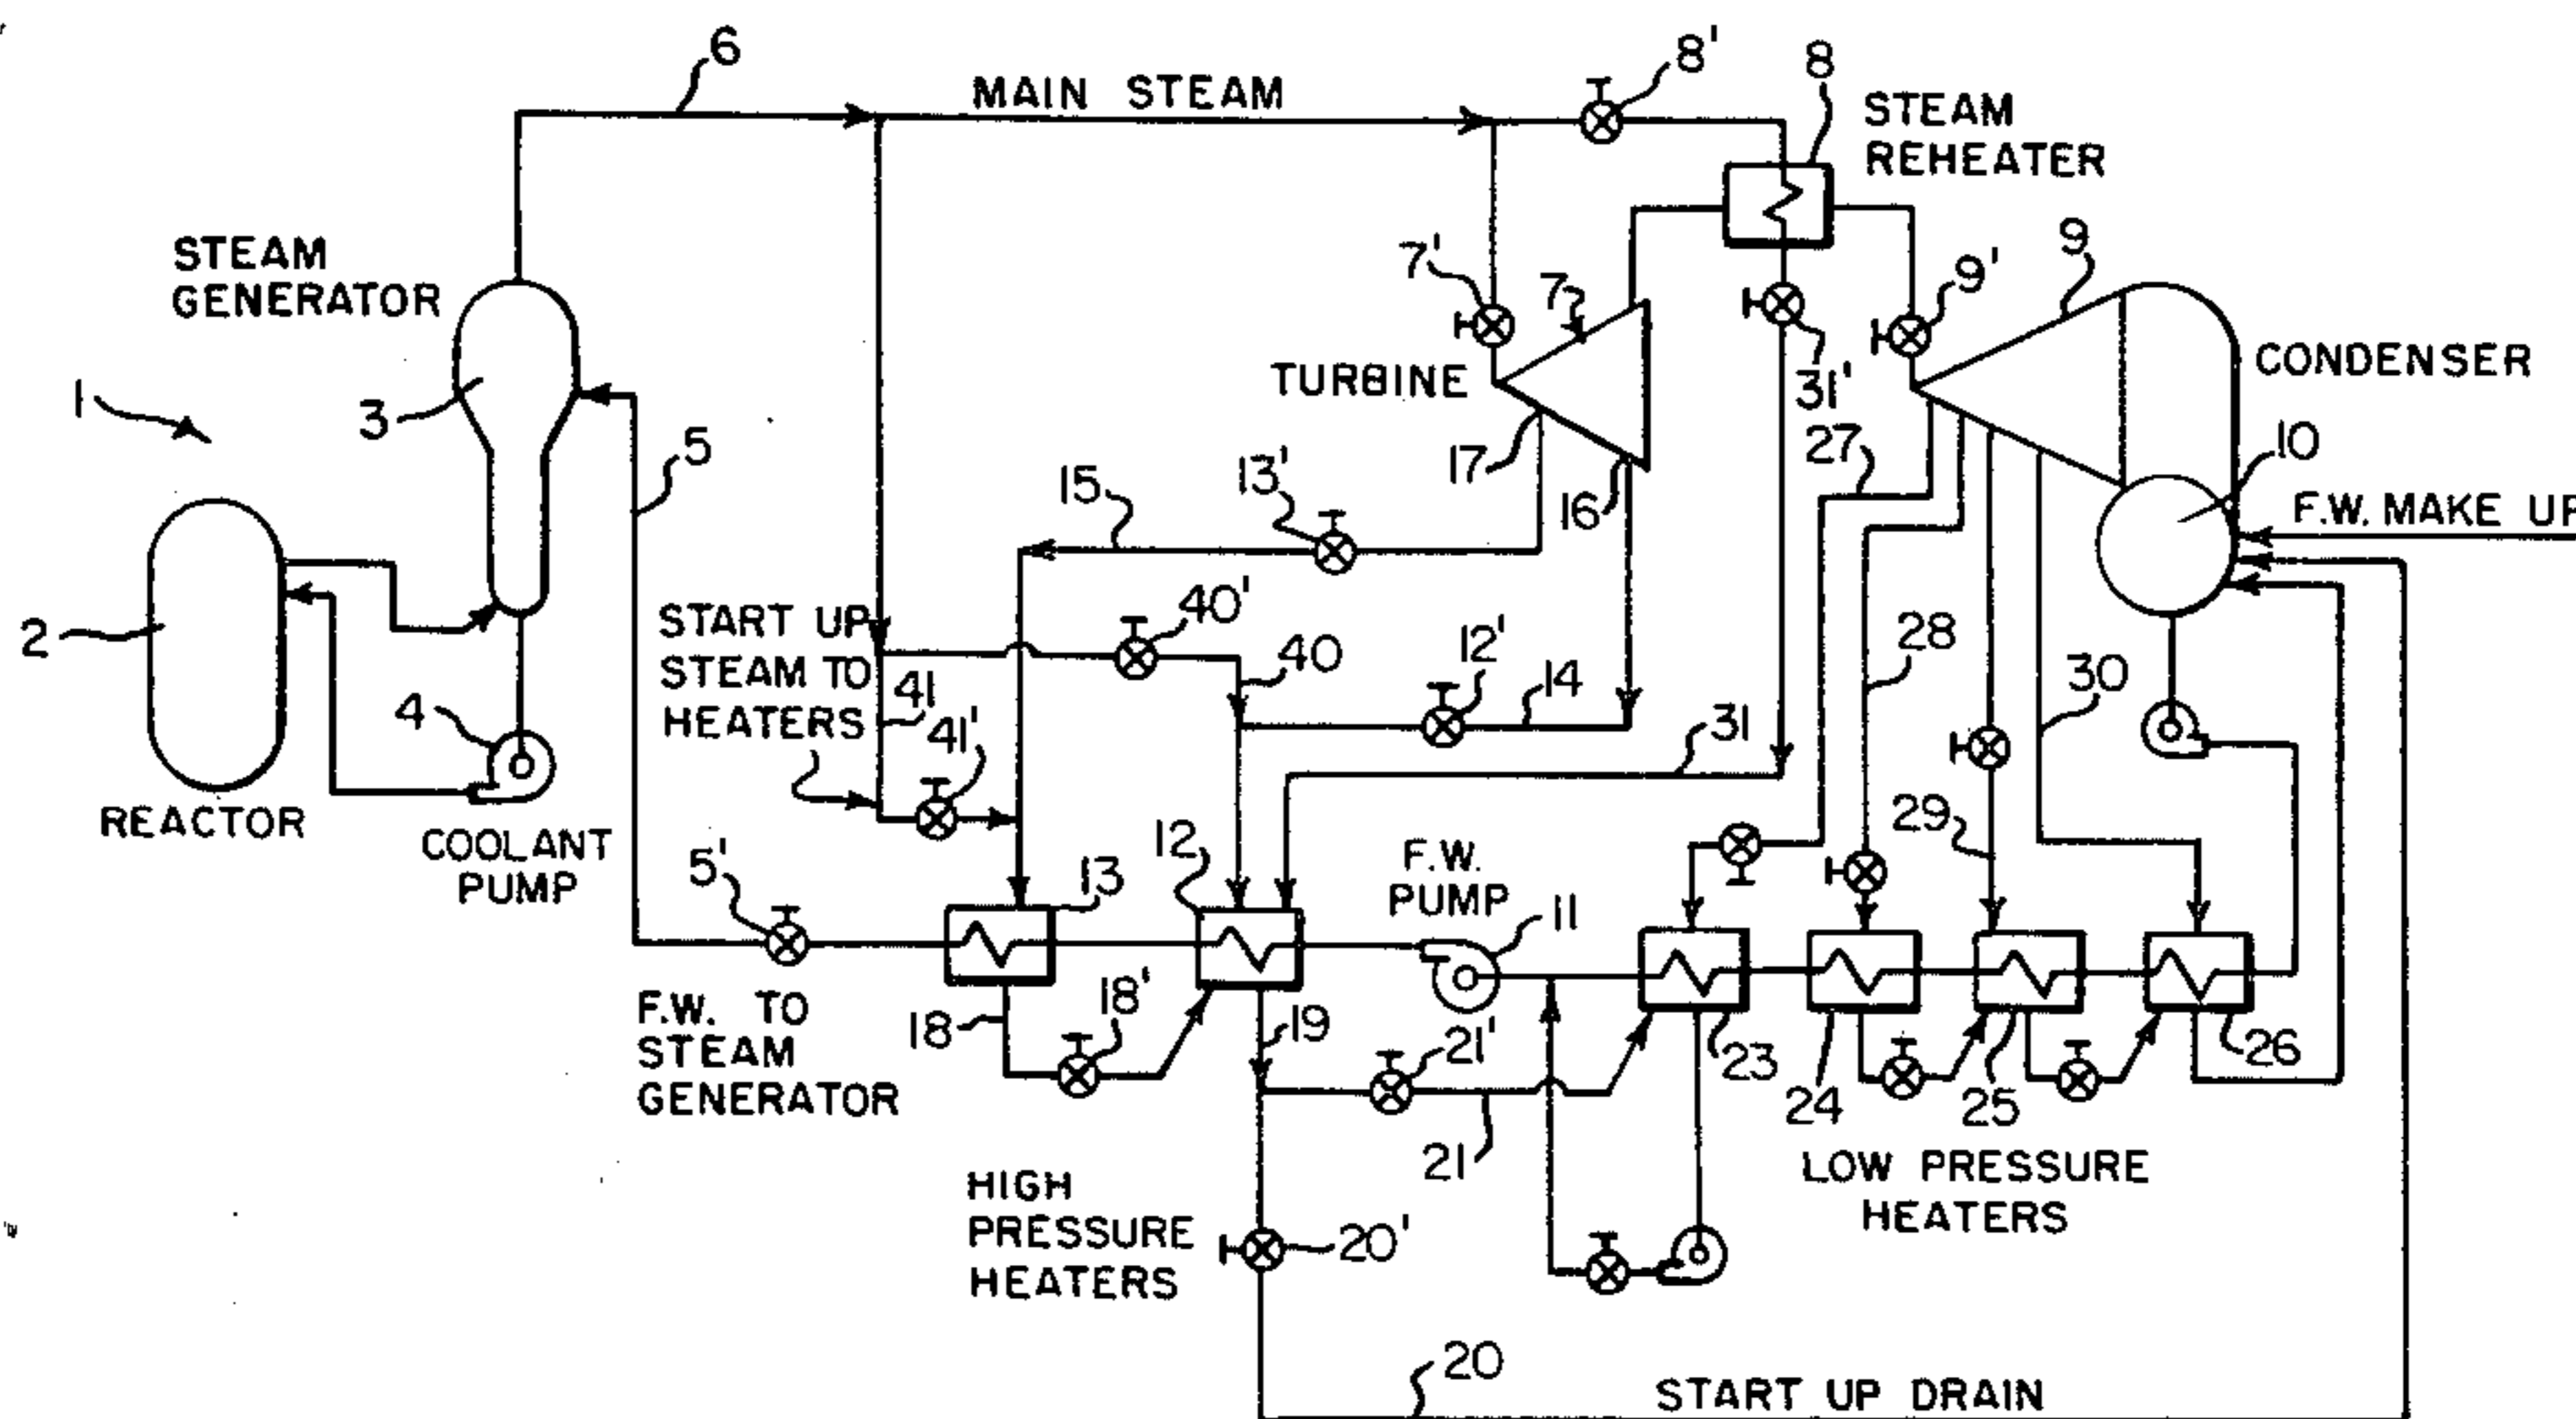 6
MAIN STEAM
8'
8
STEAM
REHEATER
STEAM
GENERATOR
7'
7
9
9'
1
3
5
TURBINE
31'
CONDENSER
17
27
10
15
13'
16
F.W. MAKE UP
2
START UP
STEAM TO
HEATERS
40'
40
12'
14
28
30
4
41
41'
31
REACTOR
COOLANT
PUMP
5'
13
12
F.W.
PUMP
11
29
F.W. TO
STEAM
GENERATOR
18
18'
19
21'
21
23
24
25
26
HIGH
PRESSURE
HEATERS
20'
LOW PRESSURE
HEATERS
20
START UP DRAIN